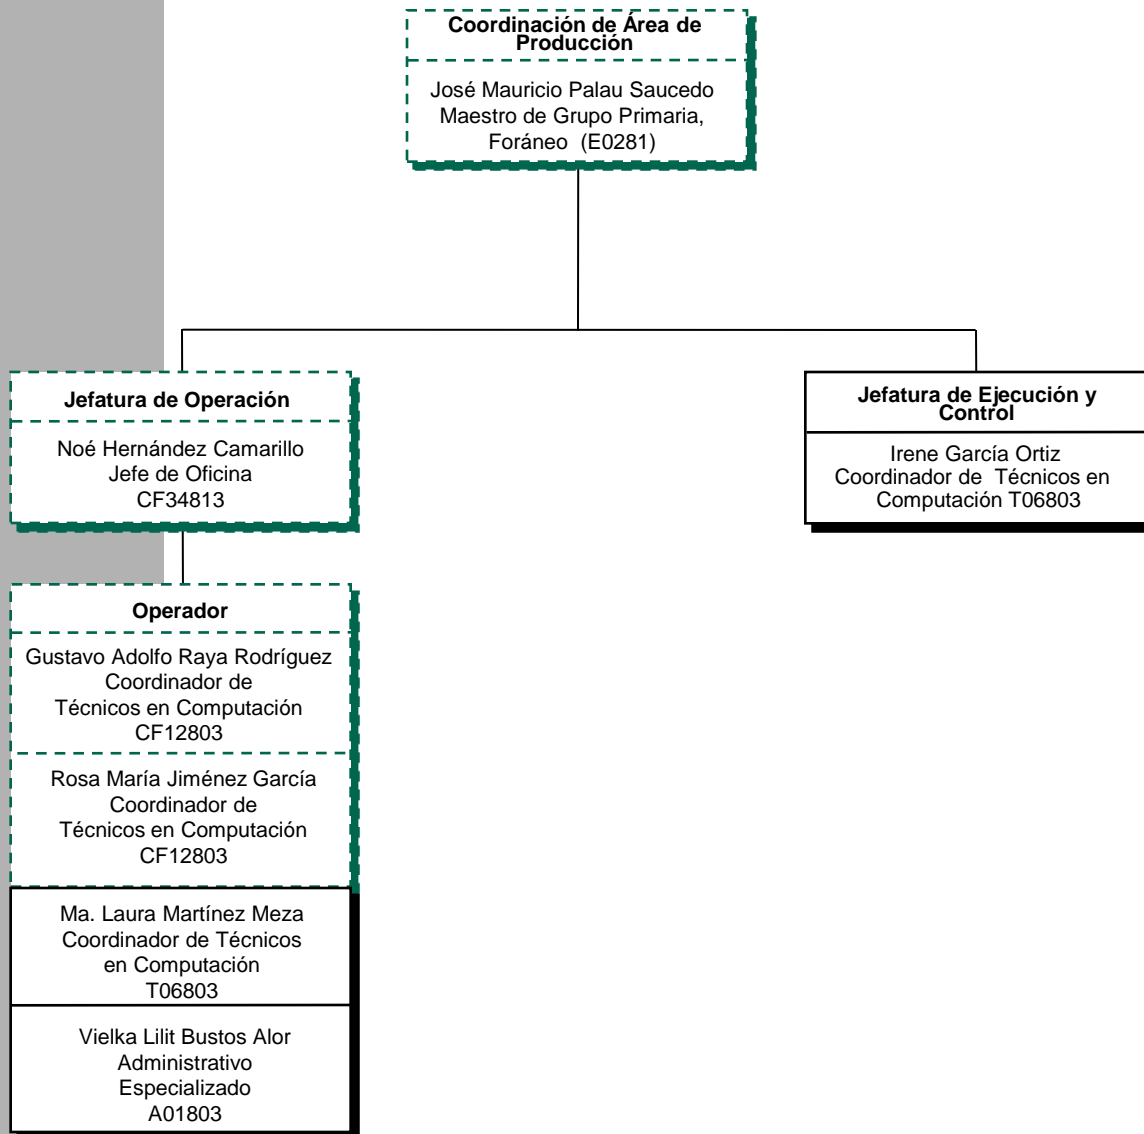 Coordinación de Área de
Producción
José Mauricio Palau Saucedo
Maestro de Grupo Primaria,
Foráneo (E0281)
Jefatura de Operación
Noé Hernández Camarillo
Jefe de Oficina
CF34813
Jefatura de Ejecución y
Control
Irene García Ortiz
Coordinador de Técnicos en
Computación T06803
Operador
Gustavo Adolfo Raya Rodríguez
Coordinador de
Técnicos en Computación
CF12803
Rosa María Jiménez García
Coordinador de
Técnicos en Computación
CF12803
Ma. Laura Martínez Meza
Coordinador de Técnicos
en Computación
T06803
Vielka Lilit Bustos Alor
Administrativo
Especializado
A01803